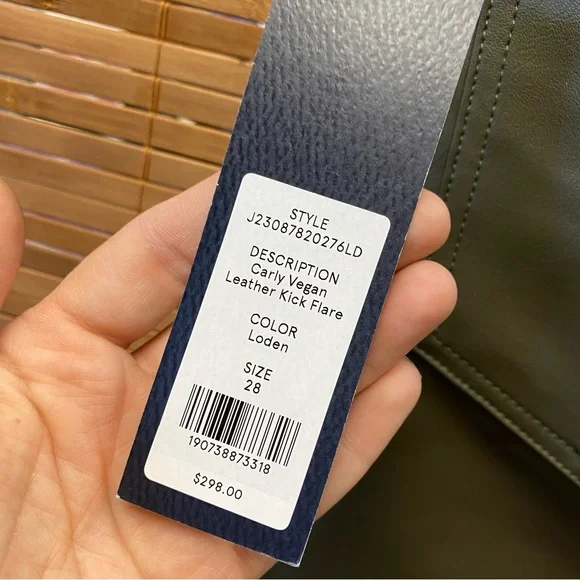 STYLE
J23087820276LD
DESCRIPTION
Carly Vegan
Leather Kick Flare
COLOR
Loden
SIZE
28
190738873318
$298.00